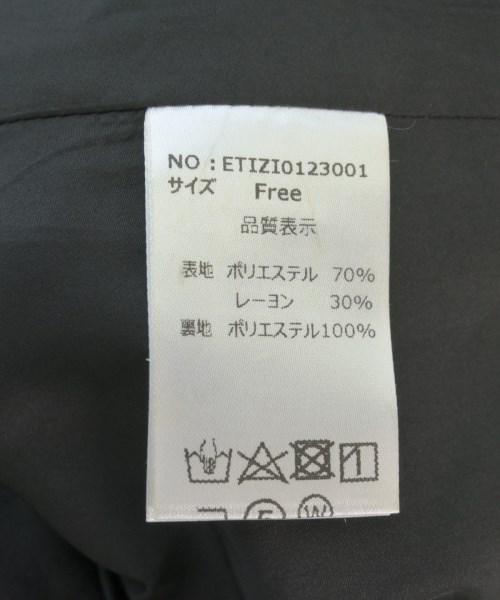 NO : ETIZI0123001
サイズ Free
品質表示
表地 ポリエステル 70%
レーヨン 30%
裏地 ポリエステル100%